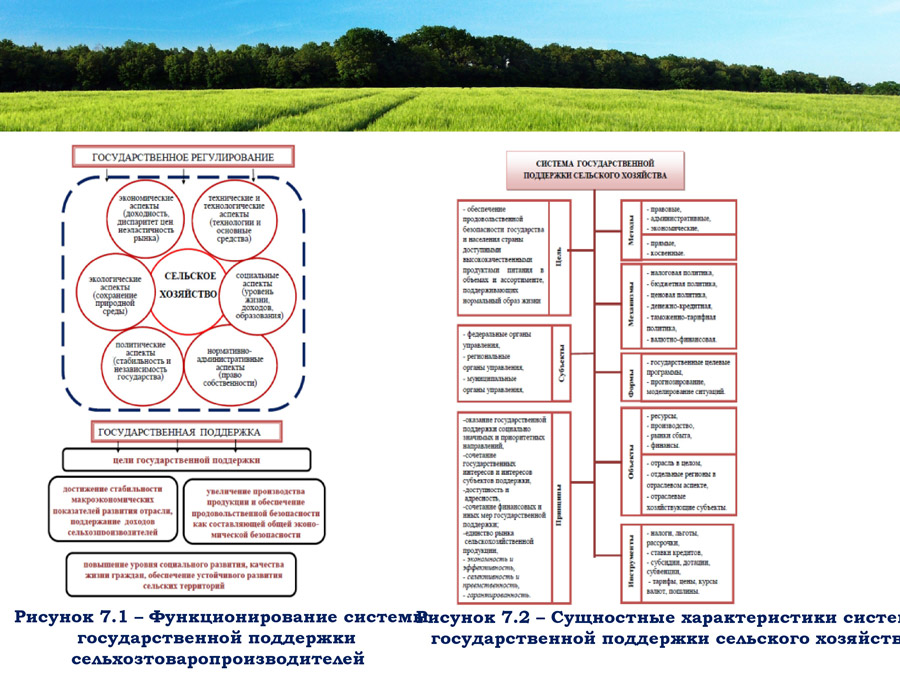 ГОСУДАРСТВЕННОЕ РЕГУЛИРОВАНИЕ
экономические
аспекты
(доходность,
диспаритет цен
неэластичность
рынка)
технические и
технологические
аспекты
(технологии и
основные
средства)
экологические
аспекты
(сохранение
природной
среды)
СЕЛЬСКОЕ
ХОЗЯЙСТВО
социальные
аспекты
(уровень
жизни,
доходов,
образования)
политические
аспекты
(стабильность и
независимость
государства)
нормативно-
административные
аспекты
(право
собственности)
ГОСУДАРСТВЕННАЯ ПОДДЕРЖКА
цели государственной поддержки
достижение стабильности
макроэкономических
показателей развития отрасли,
поддержание доходов
сельхозпроизводителей
увеличение производства
продукции и обеспечение
продовольственной безопасности
как составляющей общей эконо-
мической безопасности
повышение уровня социального развития, качества
жизни граждан, обеспечение устойчивого развития
сельских территорий
Рисунок 7.1 – Функционирование системы
государственной поддержки
сельхозтоваропроизводителей
СИСТЕМА ГОСУДАРСТВЕННОЙ
ПОДДЕРЖКИ СЕЛЬСКОГО ХОЗЯЙСТВА
- обеспечение
продовольственной
безопасности государства
и населения страны
доступными
высококачественными
продуктами питания в
объемах и ассортименте,
поддерживающих
нормальный образ жизни
Цель
- федеральные органы
управления,
- региональные
органы управления,
- муниципальные
органы управления,
Субъекты
-оказание государственной
поддержки социально
значимых и приоритетных
направлений,
-сочетание
государственных
интересов и интересов
субъектов поддержки,
-доступность и
адресность,
-сочетание финансовых и
иных мер государственной
поддержки;
-единство рынка
сельскохозяйственной
продукции,
- экономность и
эффективность,
- селективность и
преемственность,
- гарантированность.
Принципы
Методы
- правовые,
- административные,
- экономические,
- прямые,
- косвенные.
Механизмы
- налоговая политика,
- бюджетная политика,
- ценовая политика,
- денежно-кредитная,
- таможенно-тарифная
политика,
- валютно-финансовая.
Формы
- государственные целевые
программы,
- прогнозирование,
моделирование ситуаций.
Объекты
- ресурсы,
- производство,
- рынки сбыта,
- финансы.
- отрасль в целом,
- отдельные регионы в
отраслевом аспекте,
- отраслевые
хозяйствующие субъекты.
Инструменты
- налоги, льготы,
рассрочки,
- ставки кредитов,
- субсидии, дотации,
субвенции,
- тарифы, цены, курсы
валют, пошлины.
Рисунок 7.2 – Сущностные характеристики систем
государственной поддержки сельского хозяйств